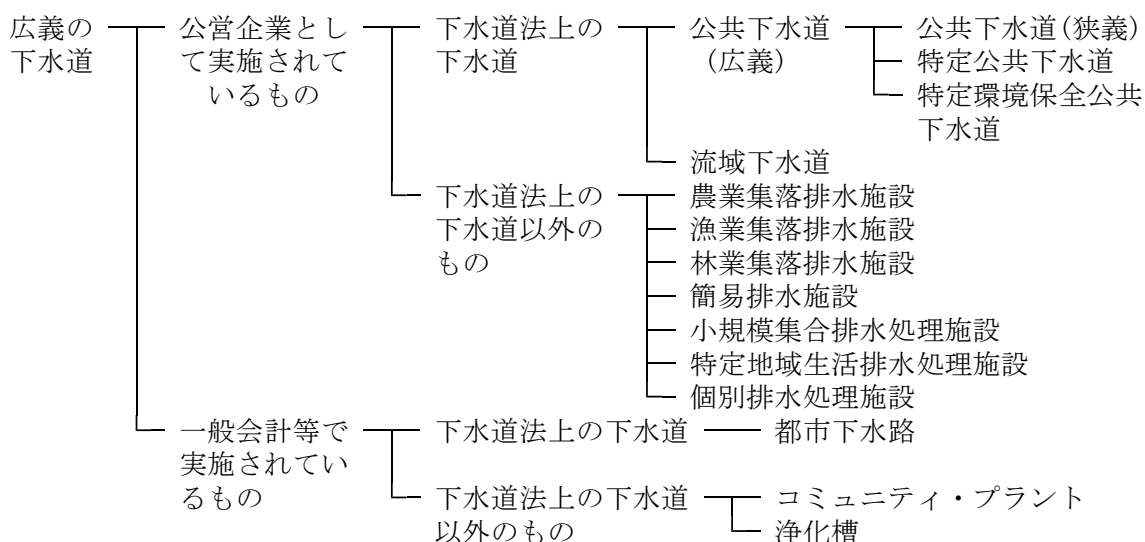 広義の 公営企業とし 下水道法上の 公共下水道 公共下水道(狭義)
下水道 て実施されて 下水道 (広義) 特定公共下水道
いるもの 特定環境保全公共
下水道
流域下水道
下水道法上の 農業集落排水施設
下水道以外の 漁業集落排水施設
もの 林業集落排水施設
簡易排水施設
小規模集合排水処理施設
特定地域生活排水処理施設
個別排水処理施設
一般会計等で 下水道法上の下水道 都市下水路
実施されてい
るもの 下水道法上の下水道 コミュニティ・プラント
以外のもの 浄化槽